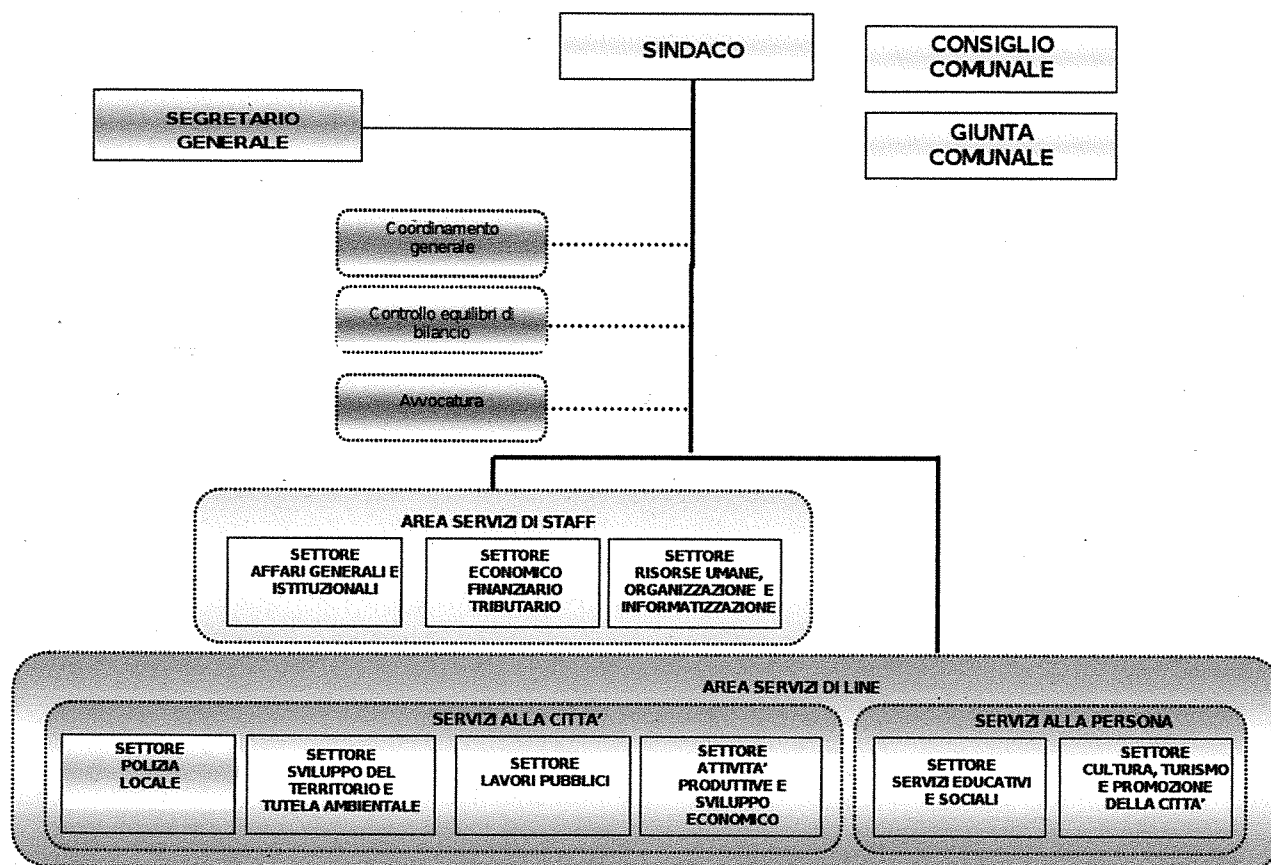 SINDACO
CONSIGLIO
COMUNALE
SEGRETARIO
GENERALE
GIUNTA
COMUNALE
Coordinamento
generale
Controllo equilibri di
bilancio
Avvocatura
AREA SERVIZI DI STAFF
SETTORE
AFFARI GENERALI E
ISTITUZIONALI
SETTORE
ECONOMICO
FINANZIARIO
TRIBUTARIO
SETTORE
RISORSE UMANE,
ORGANIZZAZIONE E
INFORMATIZZAZIONE
AREA SERVIZI DI LINE
SERVIZI ALLA CITTA'
SETTORE
POLIZIA
LOCALE
SETTORE
SVILUPPO DEL
TERRITORIO E
TUTELA AMBIENTALE
SETTORE
LAVORI PUBBLICI
SETTORE
ATTIVITA'
PRODUTTIVE E
SVILUPPO
ECONOMICO
SERVIZI ALLA PERSONA
SETTORE
SERVIZI EDUCATIVI
E SOCIALI
SETTORE
CULTURA, TURISMO
E PROMOZIONE
DELLA CITTA'